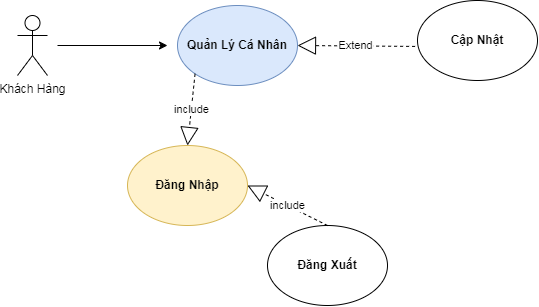 Quản Lý Cá Nhân
Extend
Cập Nhật
Khách Hàng
include
Đăng Nhập
include
Đăng Xuất